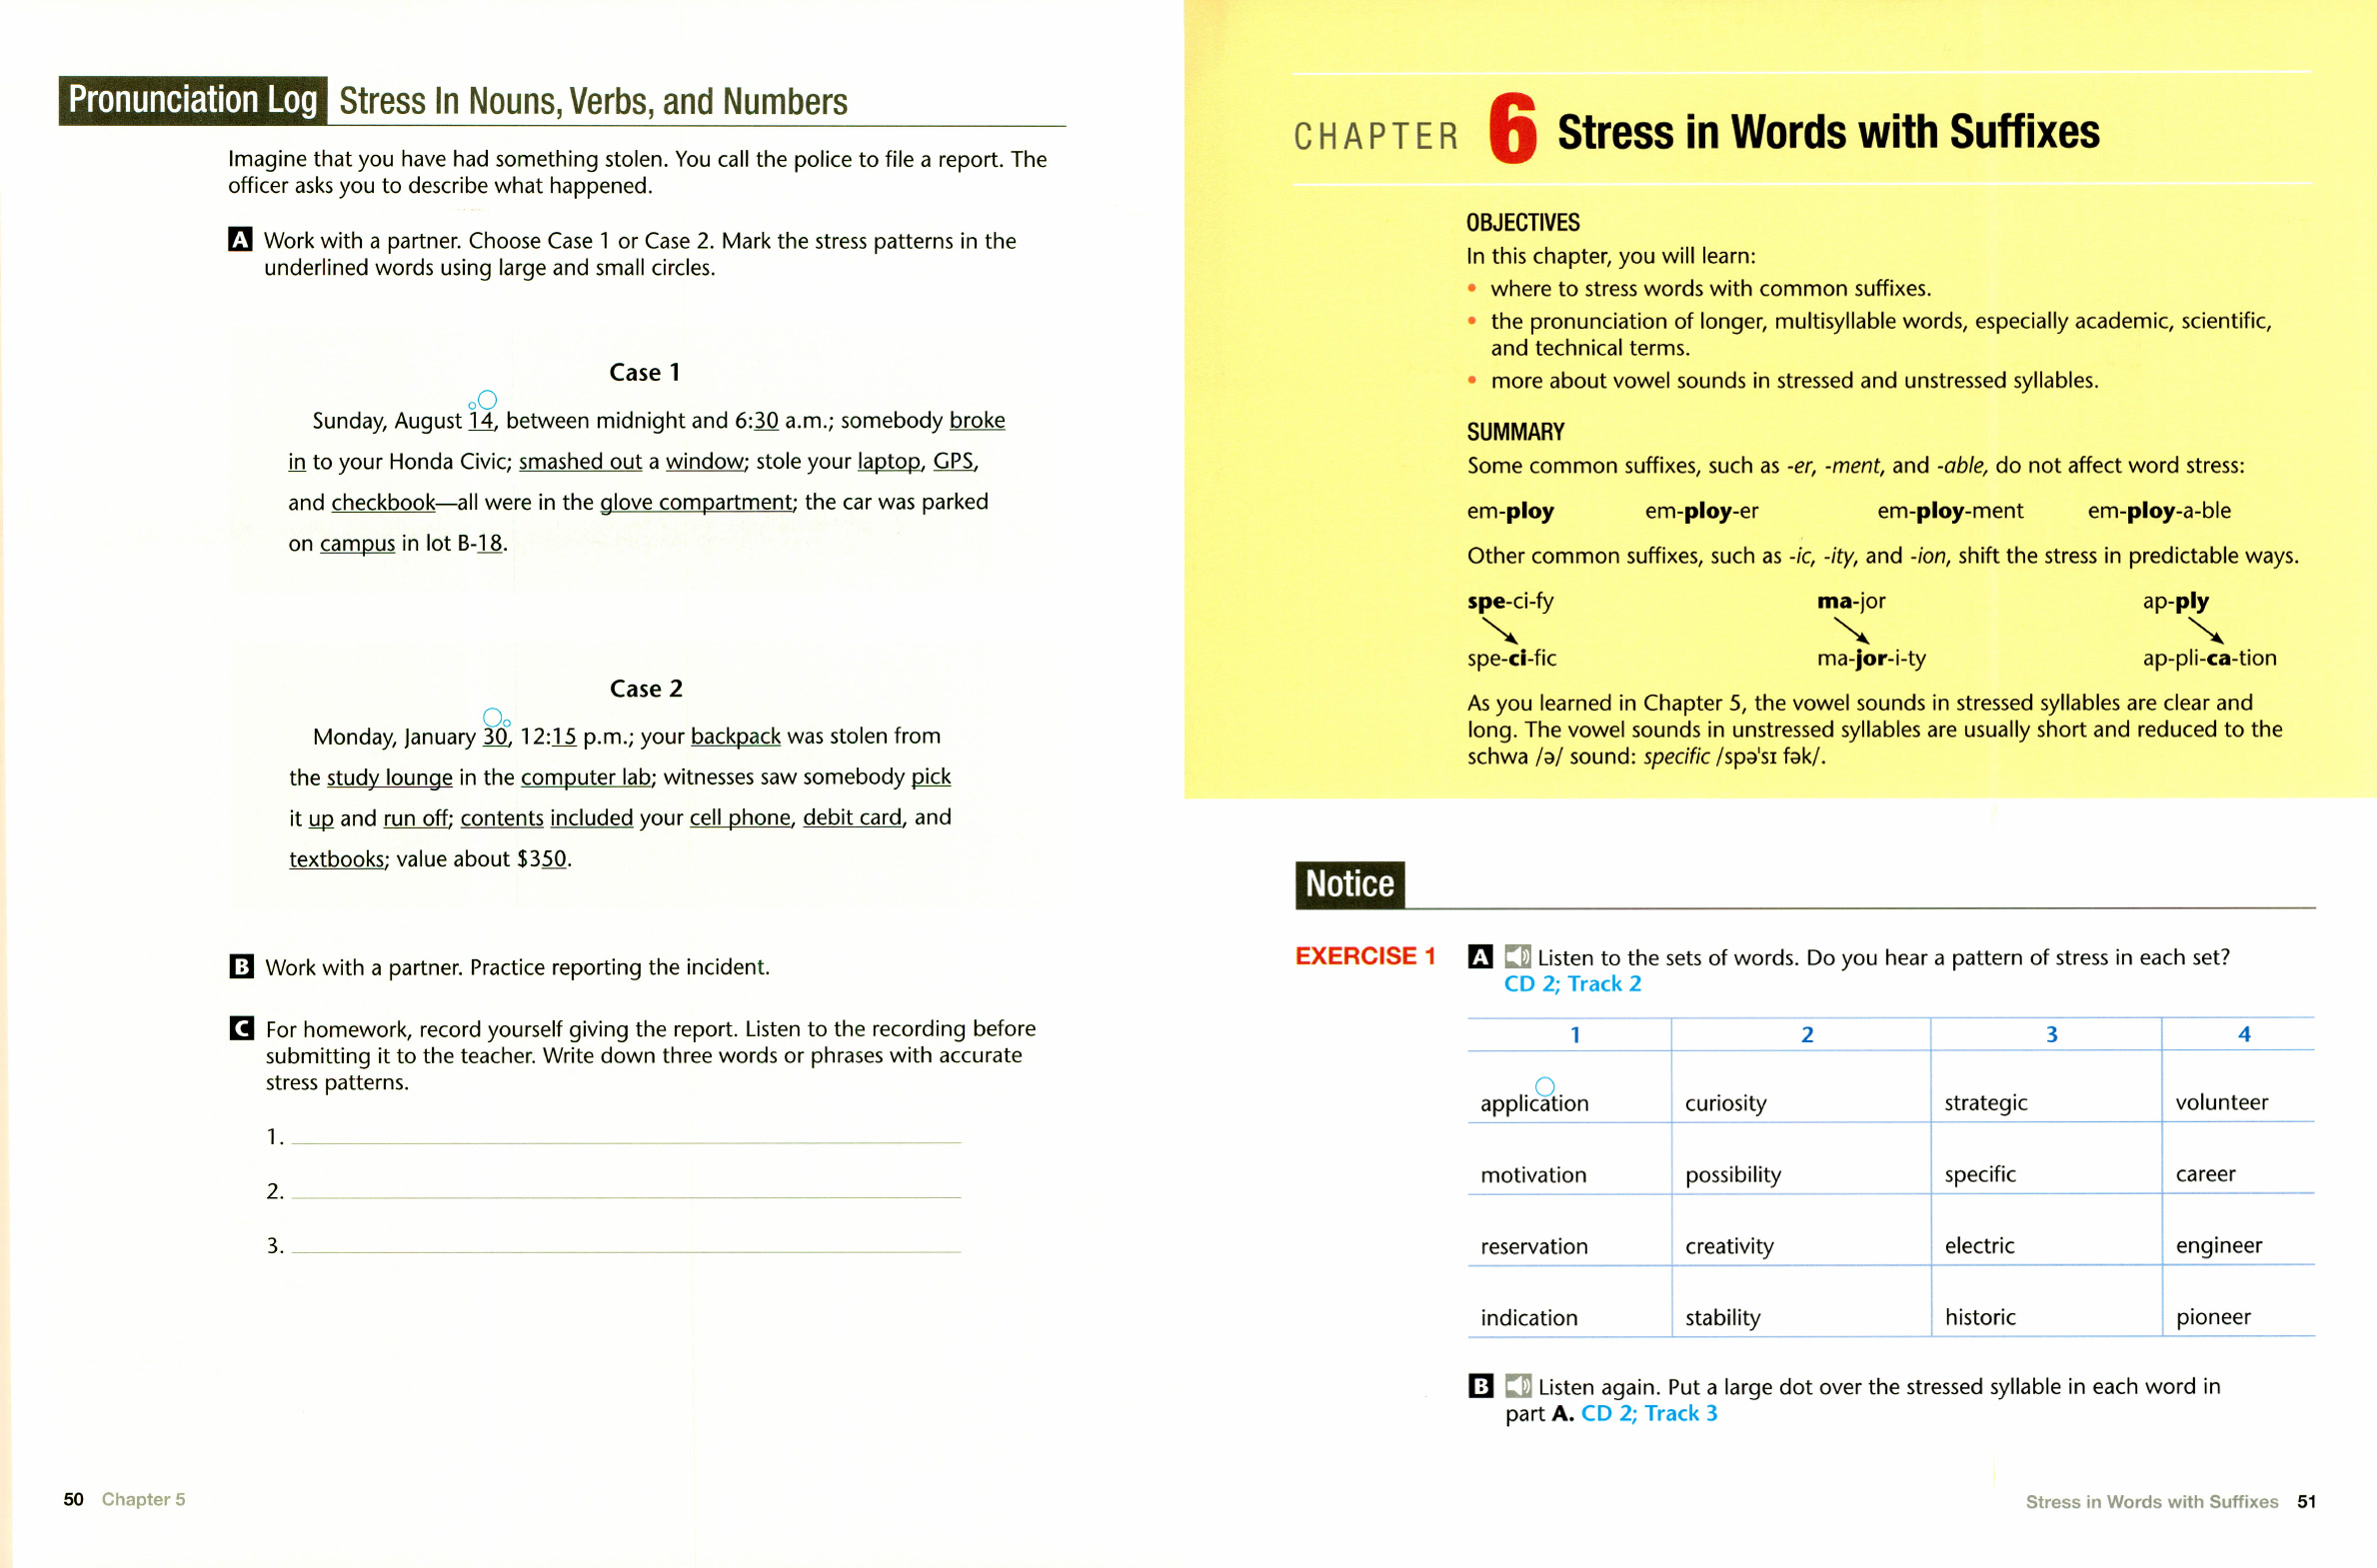 Pronunciation Log Stress In Nouns, Verbs, and Numbers
Imagine that you have had something stolen. You call the police to file a report. The
officer asks you to describe what happened.
A Work with a partner. Choose Case 1 or Case 2. Mark the stress patterns in the
underlined words using large and small circles.
Case 1
Sunday, August 14, between midnight and 6:30 a.m.; somebody broke
in to your Honda Civic; smashed out a window; stole your laptop, GPS,
and checkbook—all were in the glove compartment; the car was parked
on campus in lot B-18.
Case 2
Monday, January 30, 12:15 p.m.; your backpack was stolen from
the study lounge in the computer lab; witnesses saw somebody pick
it up and run off; contents included your cell phone, debit card, and
textbooks; value about $350.
B Work with a partner. Practice reporting the incident.
C For homework, record yourself giving the report. Listen to the recording before
submitting it to the teacher. Write down three words or phrases with accurate
stress patterns.
1.
2.
3.
50 Chapter 5
CHAPTER 6 Stress in Words with Suffixes
OBJECTIVES
In this chapter, you will learn:
• where to stress words with common suffixes.
• the pronunciation of longer, multisyllable words, especially academic, scientific,
and technical terms.
• more about vowel sounds in stressed and unstressed syllables.
SUMMARY
Some common suffixes, such as -er, -ment, and -able, do not affect word stress:
em-ploy em-ploy-er em-ploy-ment em-ploy-a-ble
Other common suffixes, such as -ic, -ity, and -ion, shift the stress in predictable ways.
spe-ci-fy ma-jor ap-ply
spe-ci-fic ma-jor-i-ty ap-pli-ca-tion
As you learned in Chapter 5, the vowel sounds in stressed syllables are clear and
long. The vowel sounds in unstressed syllables are usually short and reduced to the
schwa /ə/ sound: specific /spə'sɪ fək/.
Notice
EXERCISE 1 A Listen to the sets of words. Do you hear a pattern of stress in each set?
CD 2; Track 2
1 2 3 4
application curiosity strategic volunteer
motivation possibility specific career
reservation creativity electric engineer
indication stability historic pioneer
B Listen again. Put a large dot over the stressed syllable in each word in
part A. CD 2; Track 3
Stress in Words with Suffixes 51